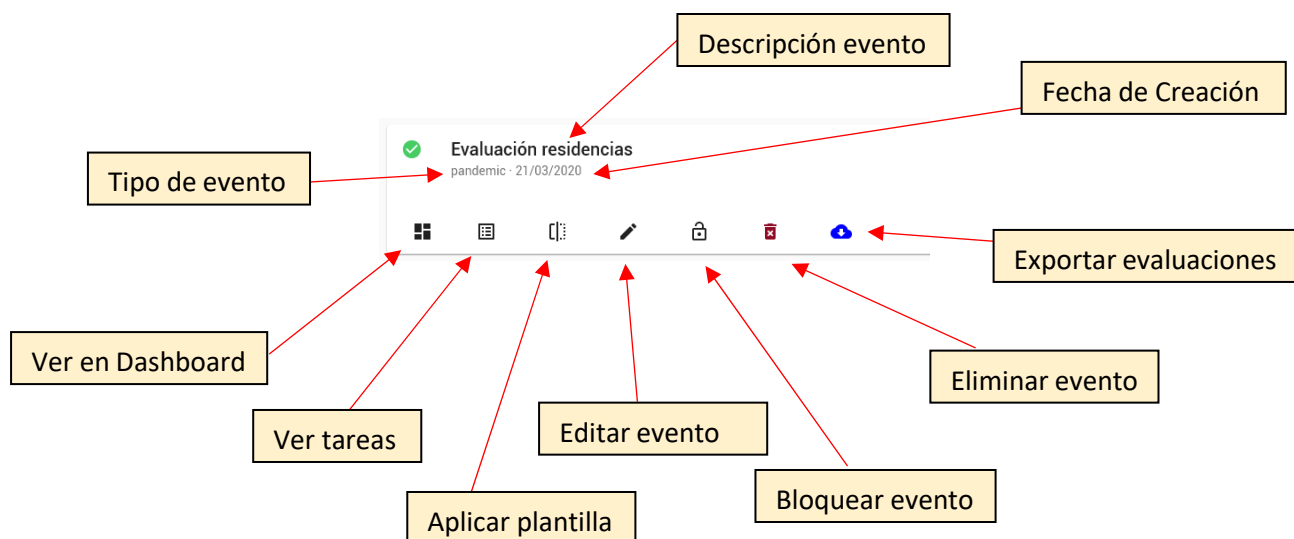 Descripción evento
Fecha de Creación
Evaluación residencias
pandemic · 21/03/2020
Tipo de evento
Exportar evaluaciones
Ver en Dashboard
Eliminar evento
Ver tareas
Editar evento
Bloquear evento
Aplicar plantilla